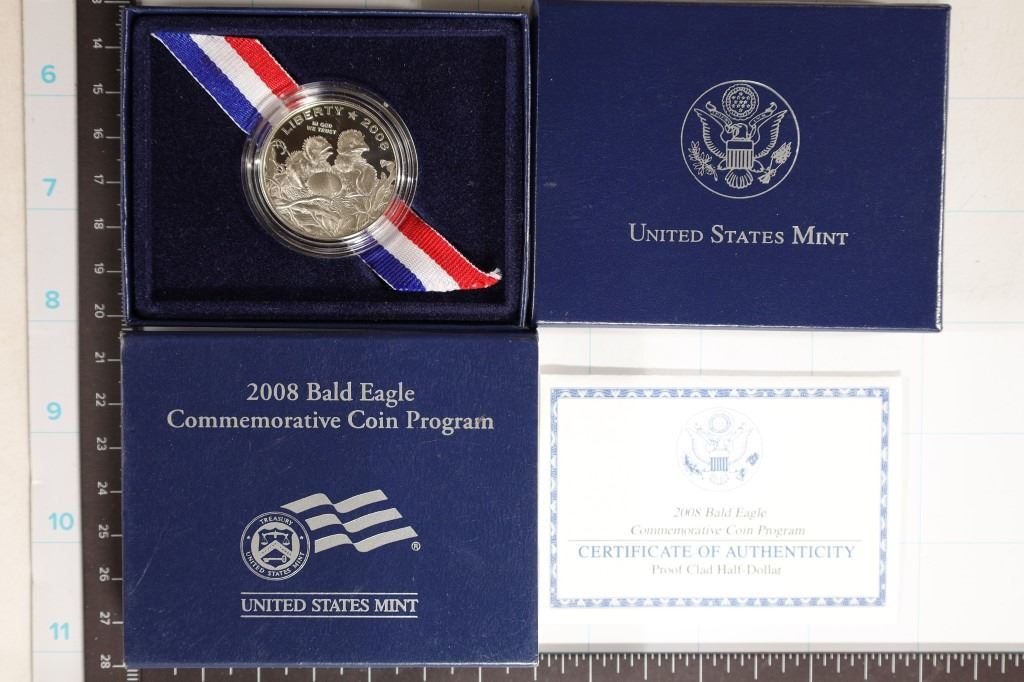 LIBERTY ★ 2008
IN GOD
WE TRUST
UNITED STATES MINT
2008 Bald Eagle
Commemorative Coin Program
TREASURY
UNITED STATES MINT
®
UNITED STATES MINT
2008 Bald Eagle
Commemorative Coin Program
CERTIFICATE OF AUTHENTICITY
Proof Clad Half-Dollar
6
7
8
9
10
11
14
15
16
17
18
19
20
21
22
23
24
25
26
27
28